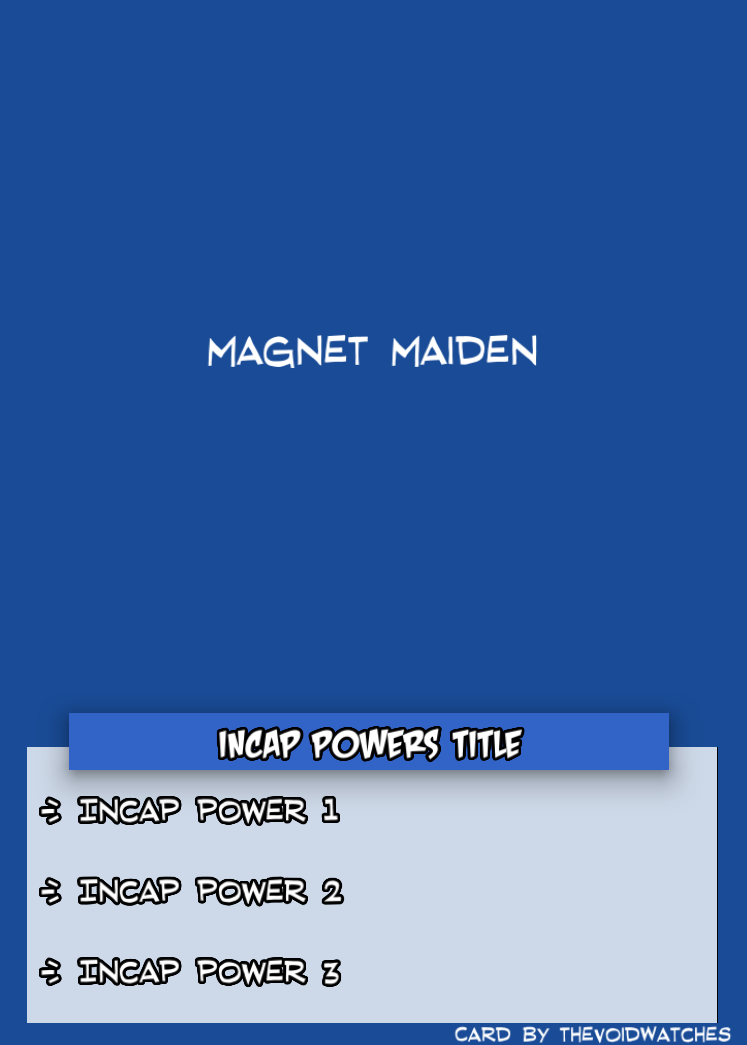 MAGNET MAIDEN
INCAP POWERS TITLE
INCAP POWER 1
INCAP POWER 2
INCAP POWER 3
CARD BY THEVOIDWATCHES